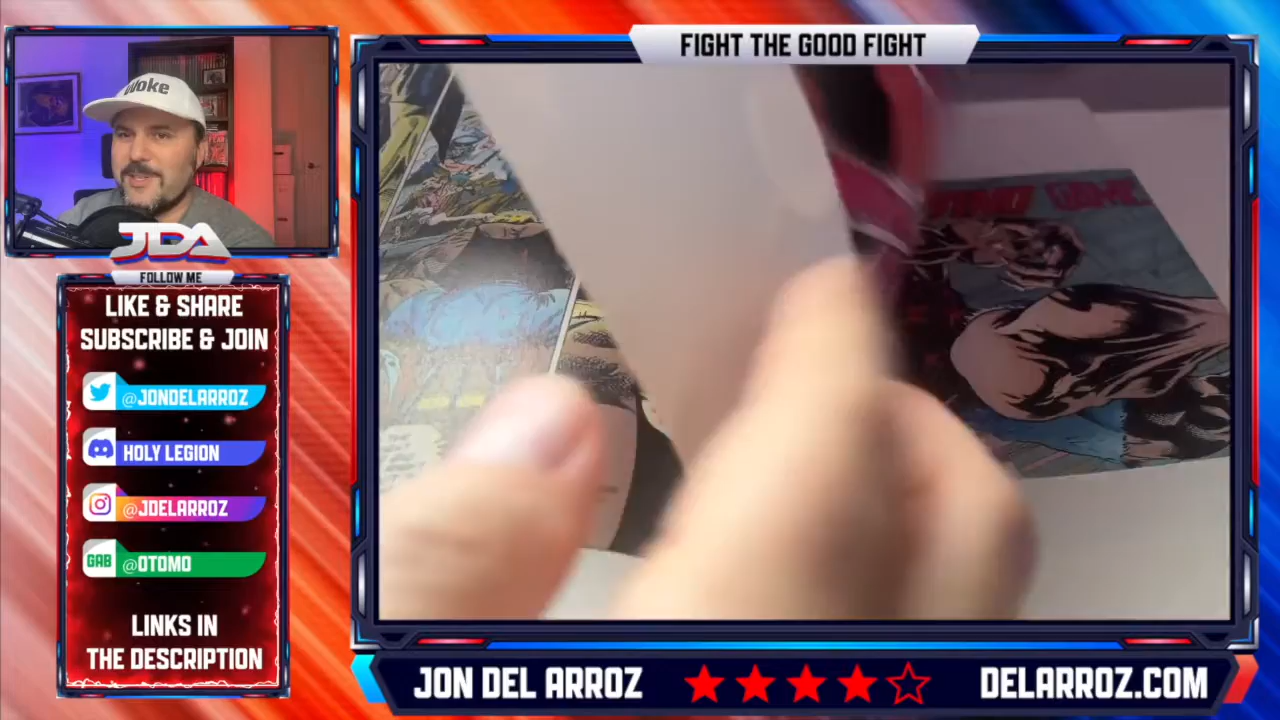 FIGHT THE GOOD FIGHT
Woke
JDA
FOLLOW ME
LIKE & SHARE
SUBSCRIBE & JOIN
@JONDELARROZ
HOLY LEGION
@JDELARROZ
GAB
@OTOMO
LINKS IN
THE DESCRIPTION
JON DEL ARROZ
DELARROZ.COM